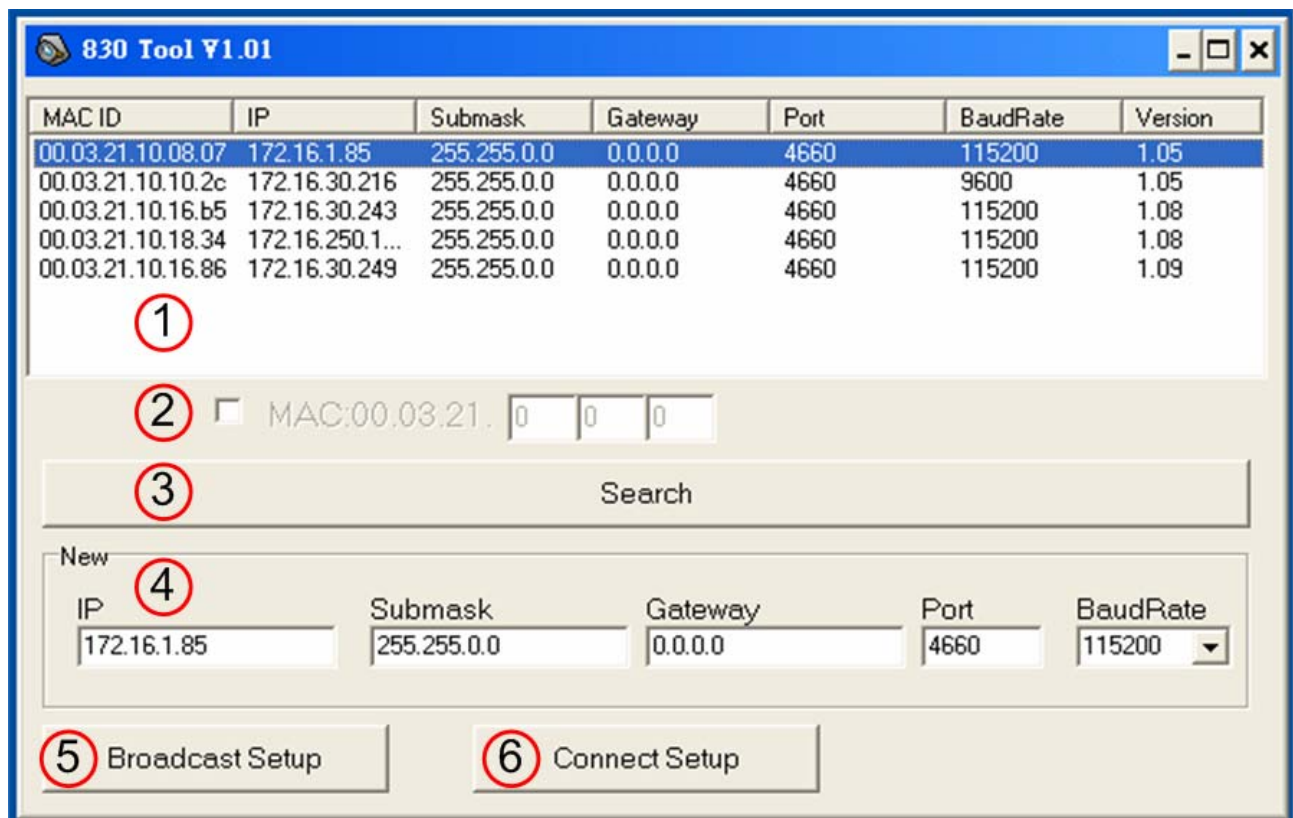 830 Tool V1.01
MAC ID IP Submask Gateway Port BaudRate Version
00.03.21.10.08.07 172.16.1.85 255.255.0.0 0.0.0.0 4660 115200 1.05
00.03.21.10.10.2c 172.16.30.216 255.255.0.0 0.0.0.0 4660 9600 1.05
00.03.21.10.16.b5 172.16.30.243 255.255.0.0 0.0.0.0 4660 115200 1.08
00.03.21.10.18.34 172.16.250.1... 255.255.0.0 0.0.0.0 4660 115200 1.08
00.03.21.10.16.86 172.16.30.249 255.255.0.0 0.0.0.0 4660 115200 1.09
1
2 MAC:00.03.21. 0 0 0
3 Search
New
4
IP Submask Gateway Port BaudRate
172.16.1.85 255.255.0.0 0.0.0.0 4660 115200
5 Broadcast Setup 6 Connect Setup